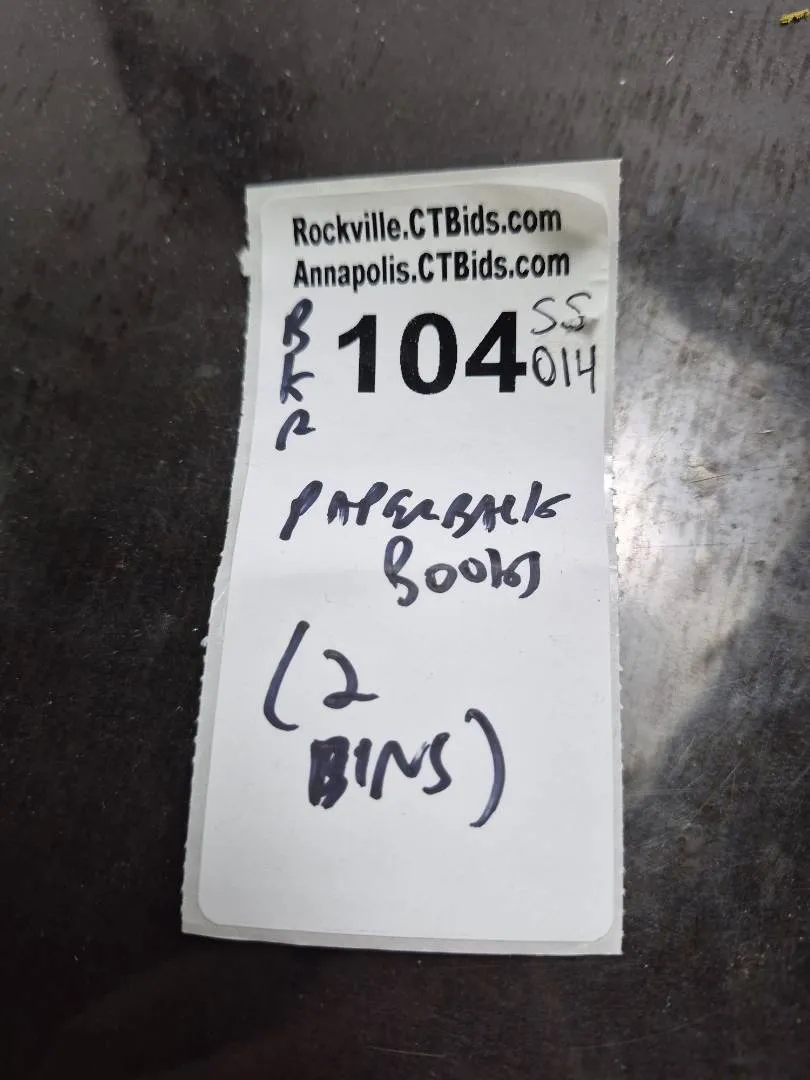 Rockville.CTBids.com
Annapolis.CTBids.com
BKR
104
SS
014
PAPERBACK
BOOKS
(2
BINS)